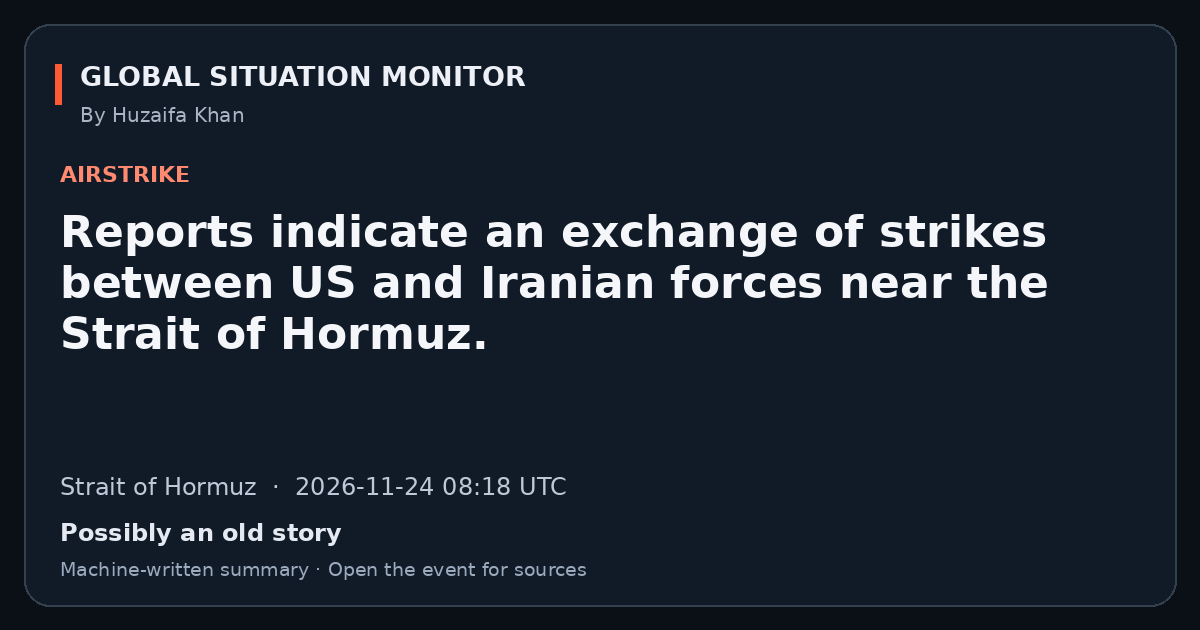 GLOBAL SITUATION MONITOR
By Huzaifa Khan
AIRSTRIKE
Reports indicate an exchange of strikes
between US and Iranian forces near the
Strait of Hormuz.
Strait of Hormuz · 2026-11-24 08:18 UTC
Possibly an old story
Machine-written summary · Open the event for sources